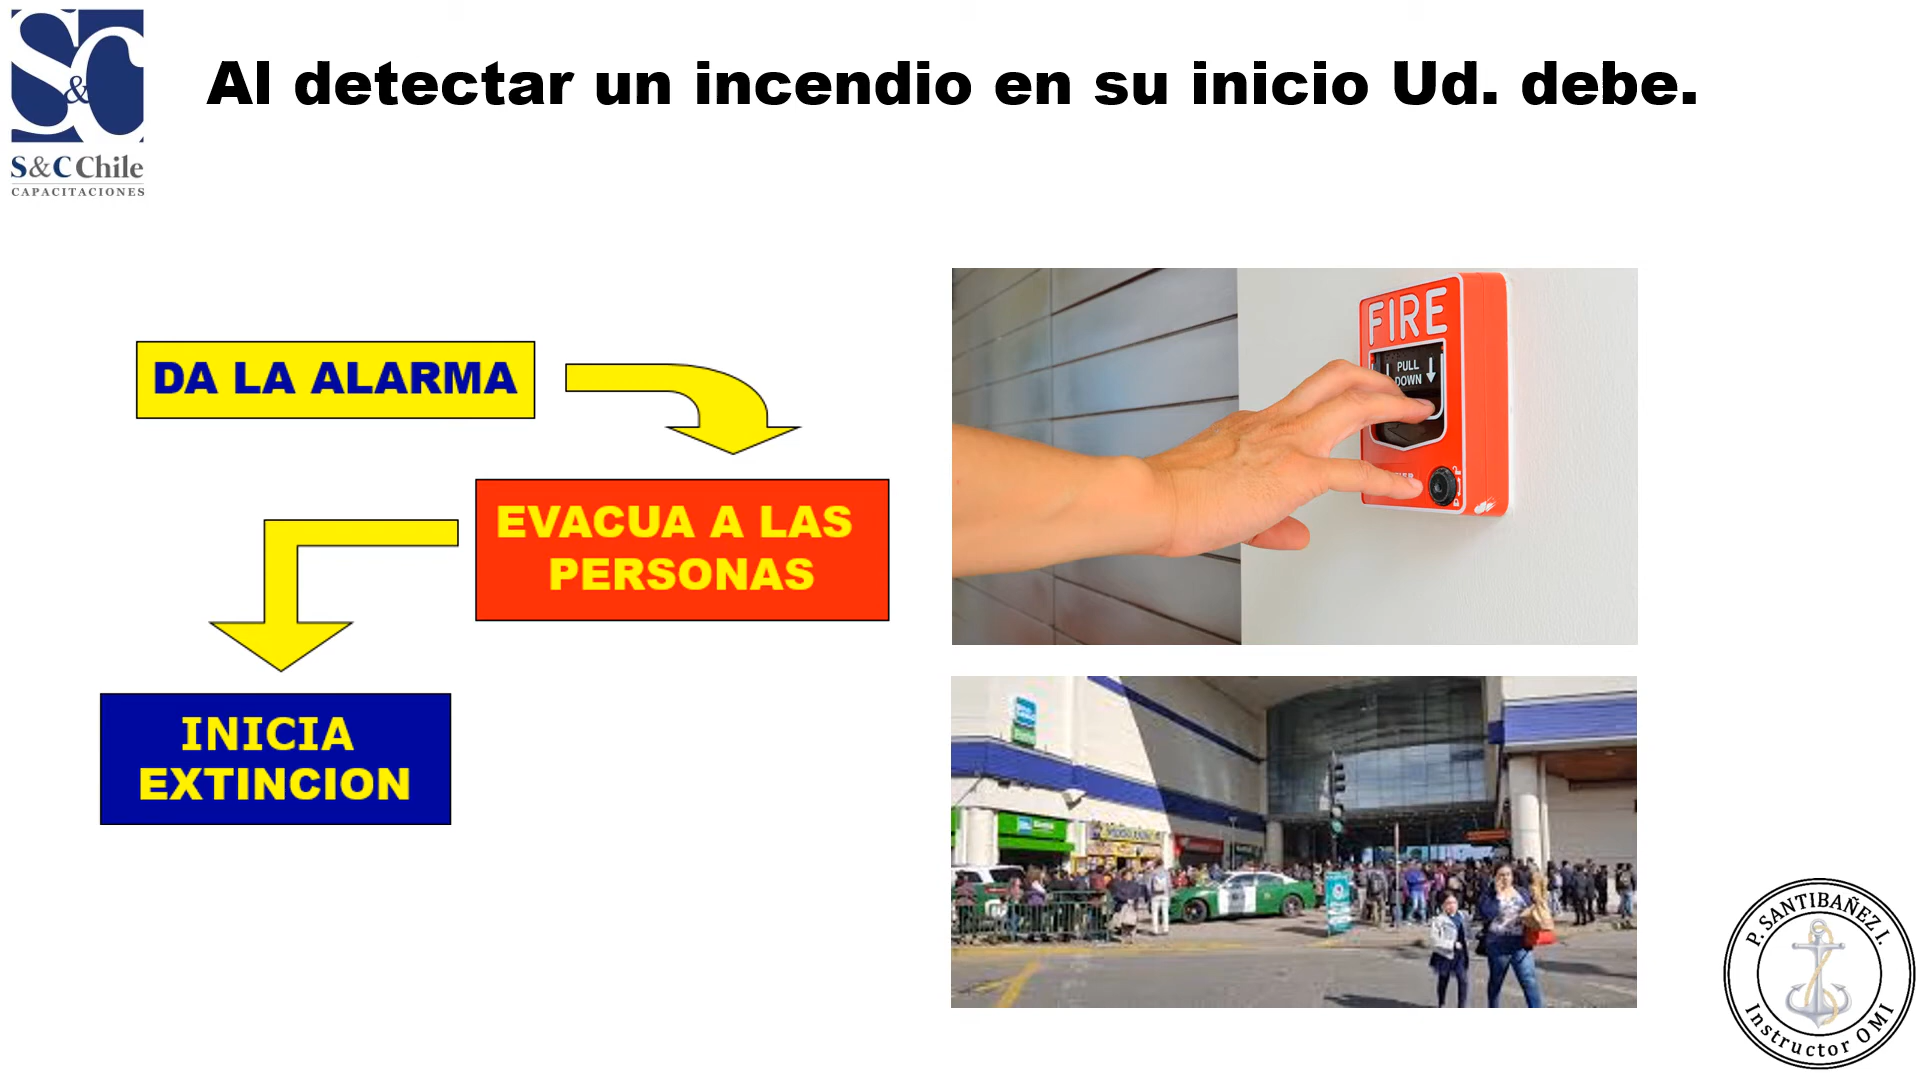 S&C
S&C Chile
CAPACITACIONES
Al detectar un incendio en su inicio Ud. debe.
DA LA ALARMA
EVACUA A LAS
PERSONAS
INICIA
EXTINCION
FIRE
PULL
DOWN
P. SANTIBAÑEZ I.
Instructor OMI